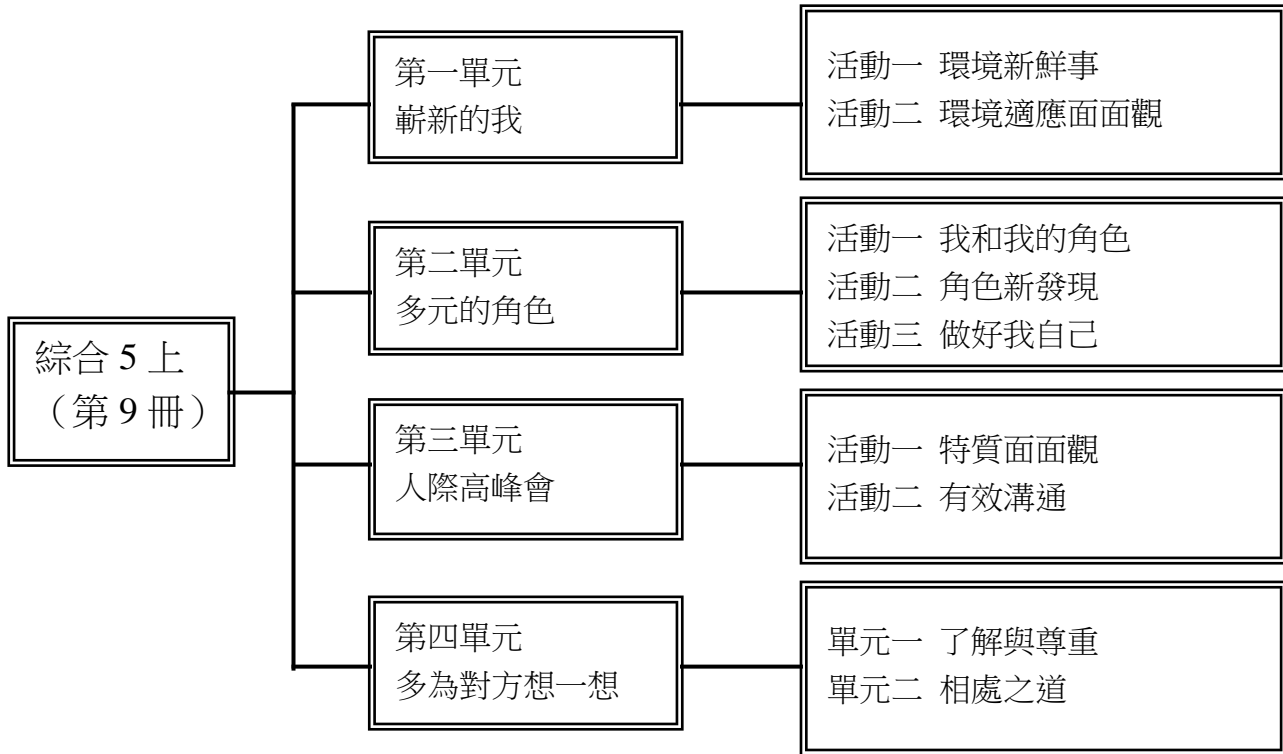 綜合 5 上
（第 9 冊）
第一單元
嶄新的我
活動一 環境新鮮事
活動二 環境適應面面觀
第二單元
多元的角色
活動一 我和我的角色
活動二 角色新發現
活動三 做好我自己
第三單元
人際高峰會
活動一 特質面面觀
活動二 有效溝通
第四單元
多為對方想一想
單元一 了解與尊重
單元二 相處之道